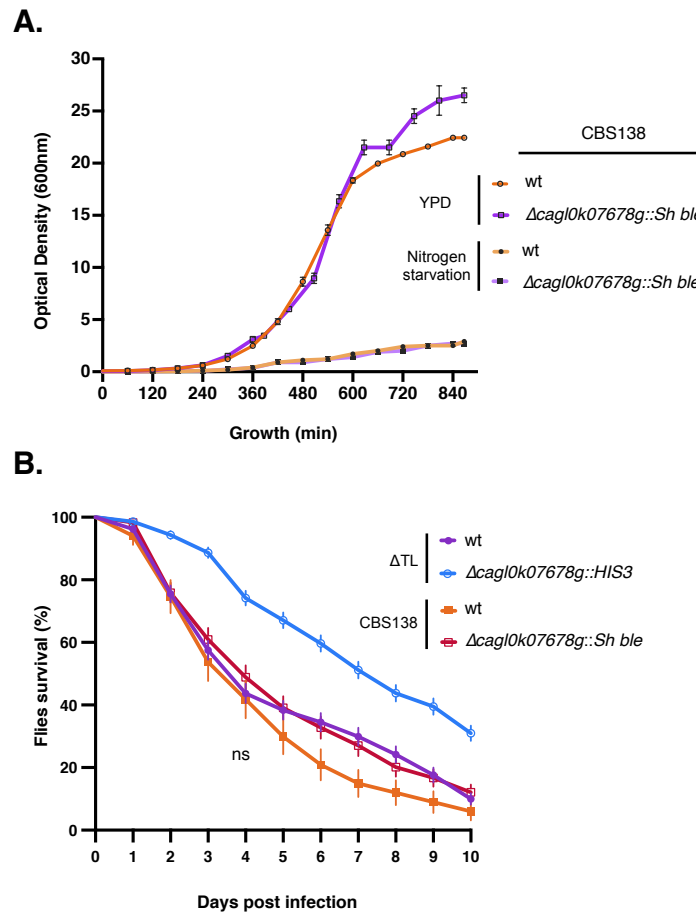 A.
30
25
20
15
10
5
0
Optical Density (600nm)
0 120 240 360 480 600 720 840
Growth (min)
CBS138
YPD
wt
Δcagl0k07678g::Sh ble
Nitrogen
starvation
wt
Δcagl0k07678g::Sh ble
B.
100
80
60
40
20
0
Flies survival (%)
ns
0 1 2 3 4 5 6 7 8 9 10
Days post infection
ΔTL
wt
Δcagl0k07678g::HIS3
CBS138
wt
Δcagl0k07678g::Sh ble